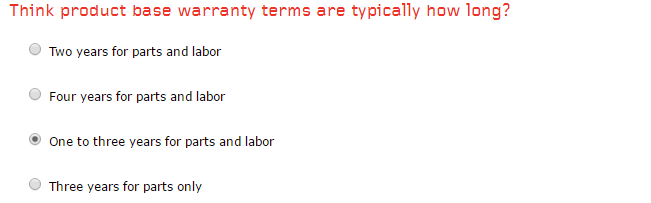 Think product base warranty terms are typically how long?
Two years for parts and labor
Four years for parts and labor
One to three years for parts and labor
Three years for parts only